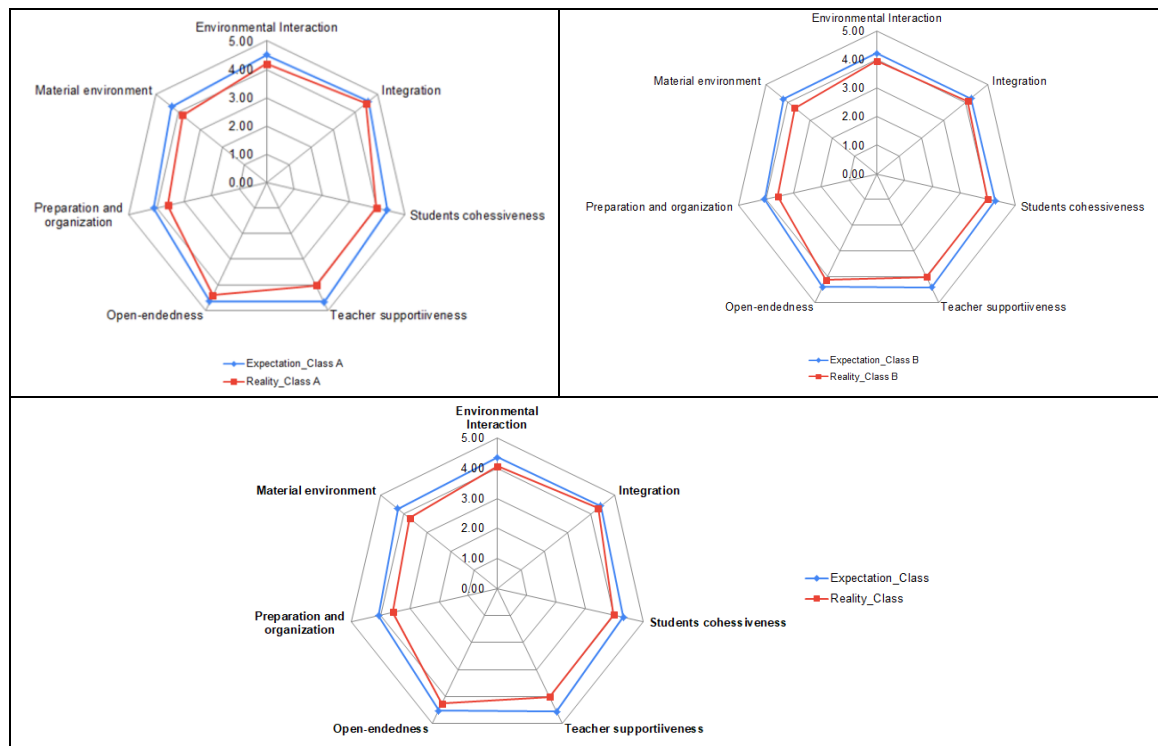 Environmental Interaction
5.00
4.00
3.00
2.00
1.00
0.00
Integration
Students cohessiveness
Teacher supportiiveness
Open-endedness
Preparation and
organization
Material environment
Expectation_Class A
Reality_Class A
Environmental Interaction
5.00
4.00
3.00
2.00
1.00
0.00
Integration
Students cohessiveness
Teacher supportiiveness
Open-endedness
Preparation and organization
Material environment
Expectation_Class B
Reality_Class B
Environmental
Interaction
5.00
4.00
3.00
2.00
1.00
0.00
Integration
Students cohessiveness
Teacher supportiiveness
Open-endedness
Preparation and
organization
Material environment
Expectation_Class
Reality_Class